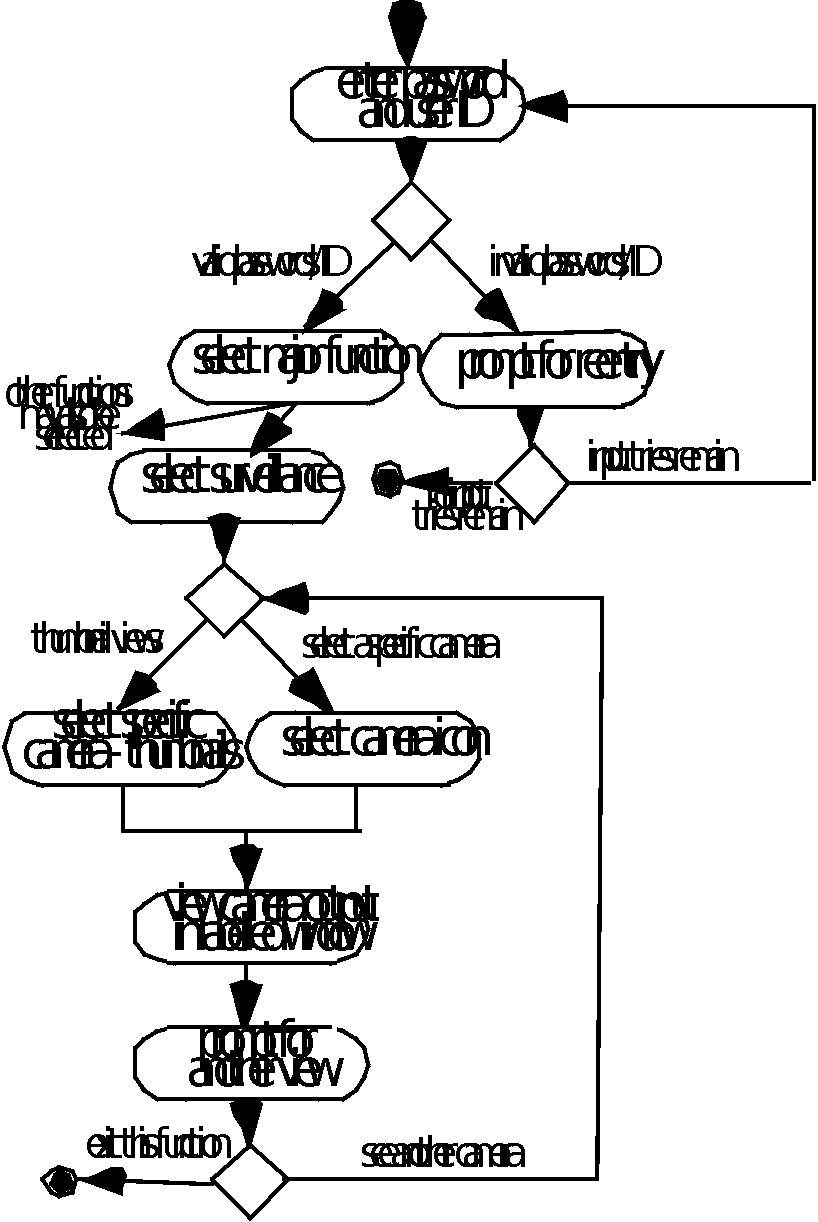 enter password
and user ID
valid passwords/ID
invalid passwords/ID
select major function
prompt for reentry
other functions
may also be
selected
input tries remain
select surveillance
no input
tries remain
thumbnail views
select a specific camera
select specific
camera - thumbnails
select camera icon
view camera output
in labelled window
prompt for
another view
exit this function
see another camera